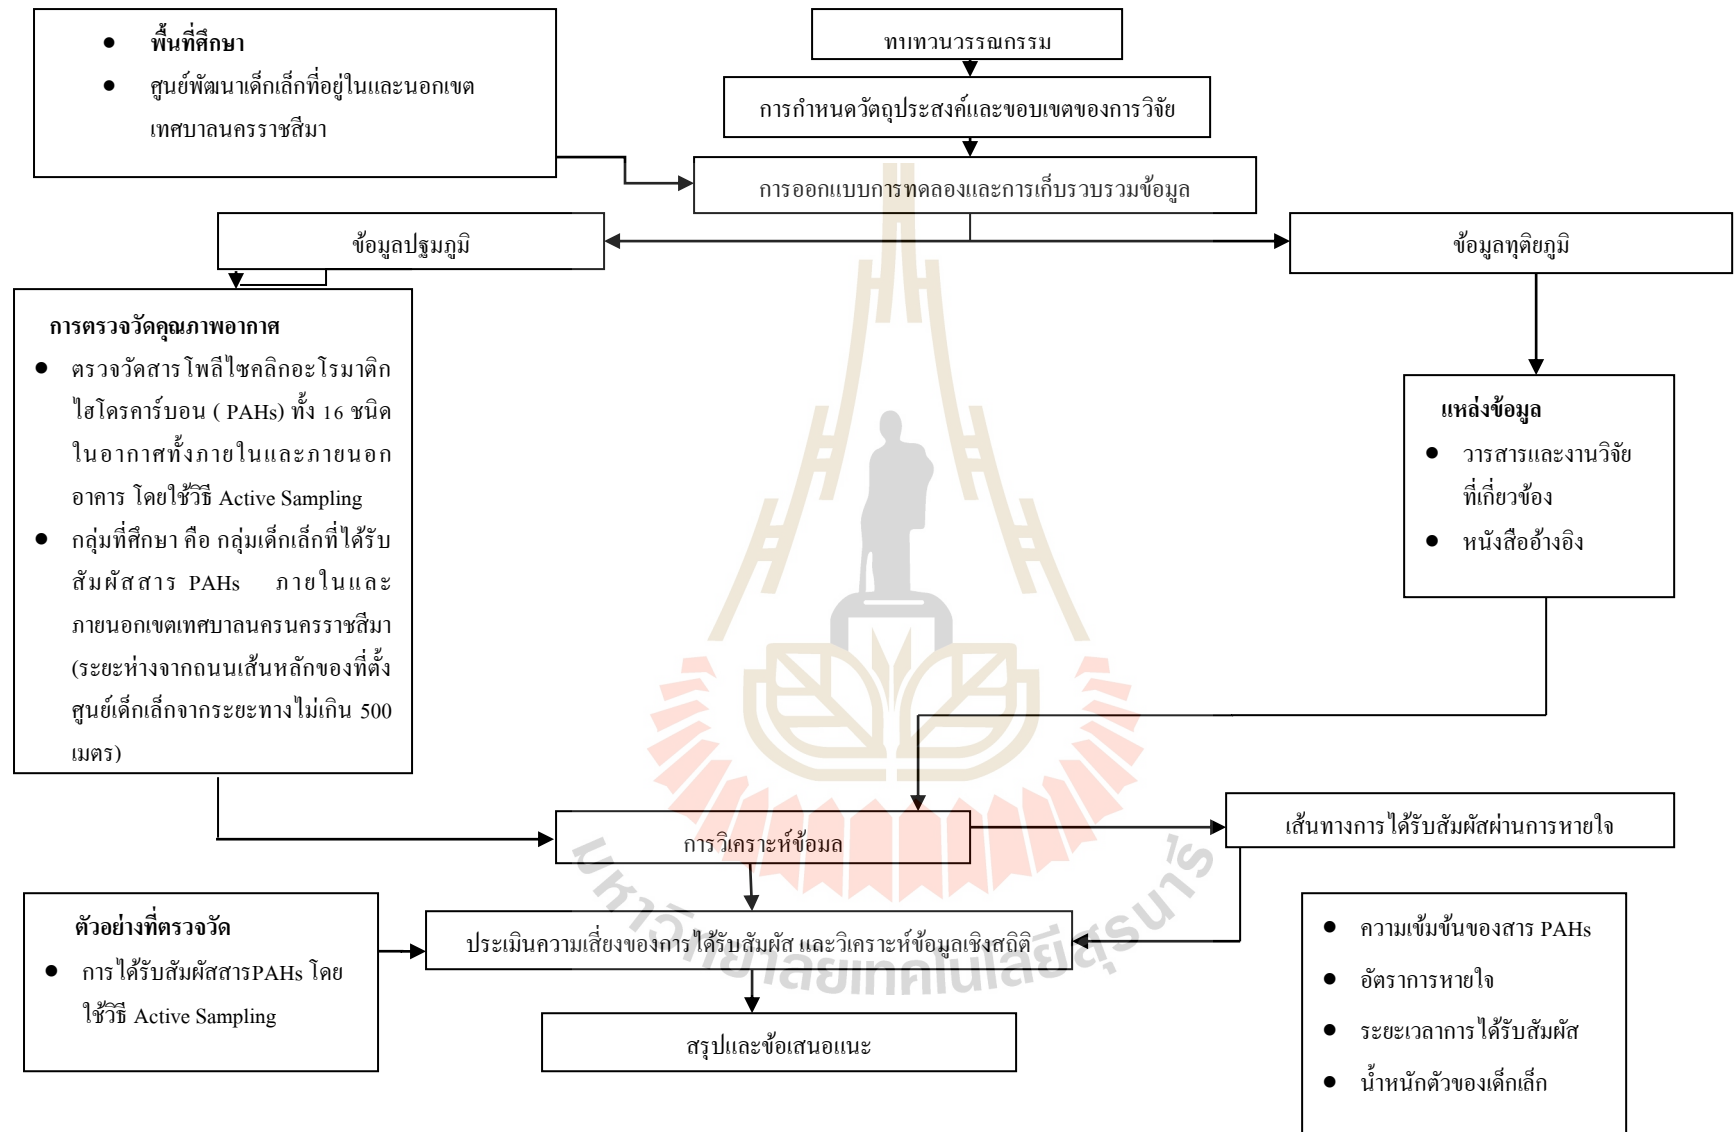 พื้นที่ศึกษา
ศูนย์พัฒนาเด็กเล็กที่อยู่ในและนอกเขต
เทศบาลนครราชสีมา
ทบทวนวรรณกรรม
การกำหนดวัตถุประสงค์และขอบเขตของการวิจัย
การออกแบบการทดลองและการเก็บรวบรวมข้อมูล
ข้อมูลปฐมภูมิ
ข้อมูลทุติยภูมิ
การตรวจวัดคุณภาพอากาศ
ตรวจวัดสารโพลีไซคลิกอะโรมาติก
ไฮโดรคาร์บอน ( PAHs) ทั้ง 16 ชนิด
ในอากาศทั้งภายในและภายนอก
อาคาร โดยใช้วิธี Active Sampling
กลุ่มที่ศึกษา คือ กลุ่มเด็กเล็กที่ได้รับ
สัมผัสสาร PAHs ภายในและ
ภายนอกเขตเทศบาลนครนครราชสีมา
(ระยะห่างจากถนนเส้นหลักของที่ตั้ง
ศูนย์เด็กเล็กจากระยะทางไม่เกิน 500
เมตร)
แหล่งข้อมูล
วารสารและงานวิจัย
ที่เกี่ยวข้อง
หนังสืออ้างอิง
การวิเคราะห์ข้อมล
เส้นทางการได้รับสัมผัสผ่านการหายใจ
ตัวอย่างที่ตรวจวัด
การได้รับสัมผัสสารPAHs โดย
ใช้วิธี Active Sampling
ประเมินความเสี่ยงของการได้รับสัมผัส และวิเคราะห์ข้อมูลเชิงสถิติ
สรุปและข้อเสนอแนะ
ความเข้มข้นของสาร PAHs
อัตราการหายใจ
ระยะเวลาการได้รับสัมผัส
น้ำหนักตัวของเด็กเล็ก
มหาวิทยาลัยเทคโนโลยีสุรนารี